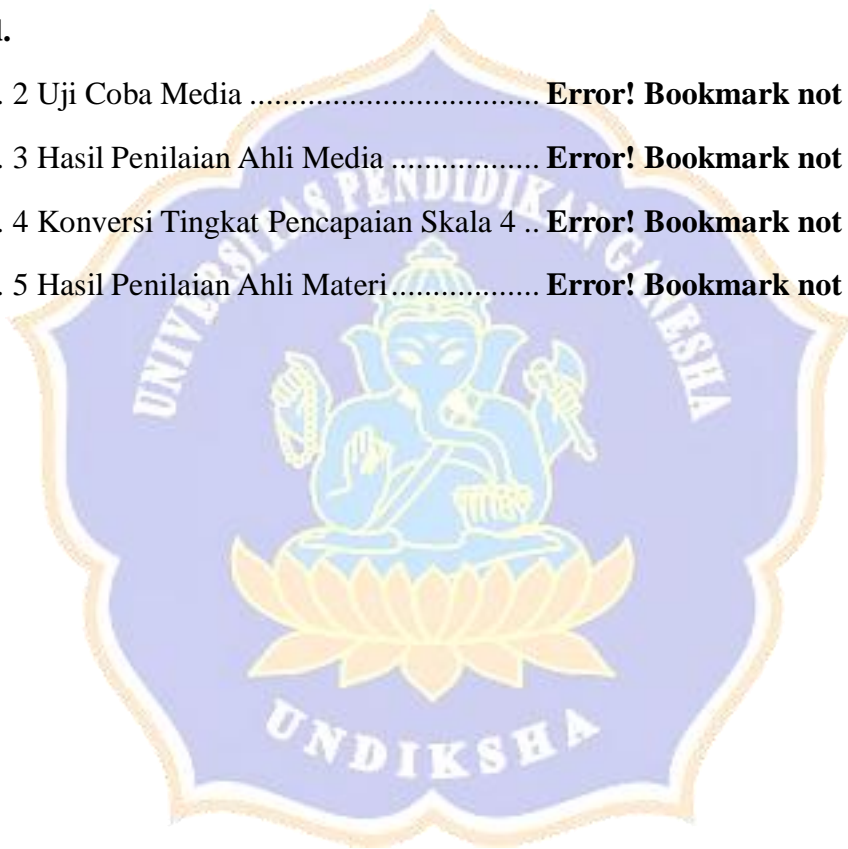 .
. 2 Uji Coba Media ................................... Error! Bookmark not
. 3 Hasil Penilaian Ahli Media .................. Error! Bookmark not
. 4 Konversi Tingkat Pencapaian Skala 4 .. Error! Bookmark not
. 5 Hasil Penilaian Ahli Materi.................. Error! Bookmark not
UNIVERSITAS PENDIDIKAN GANESHA
UNDIKSHA